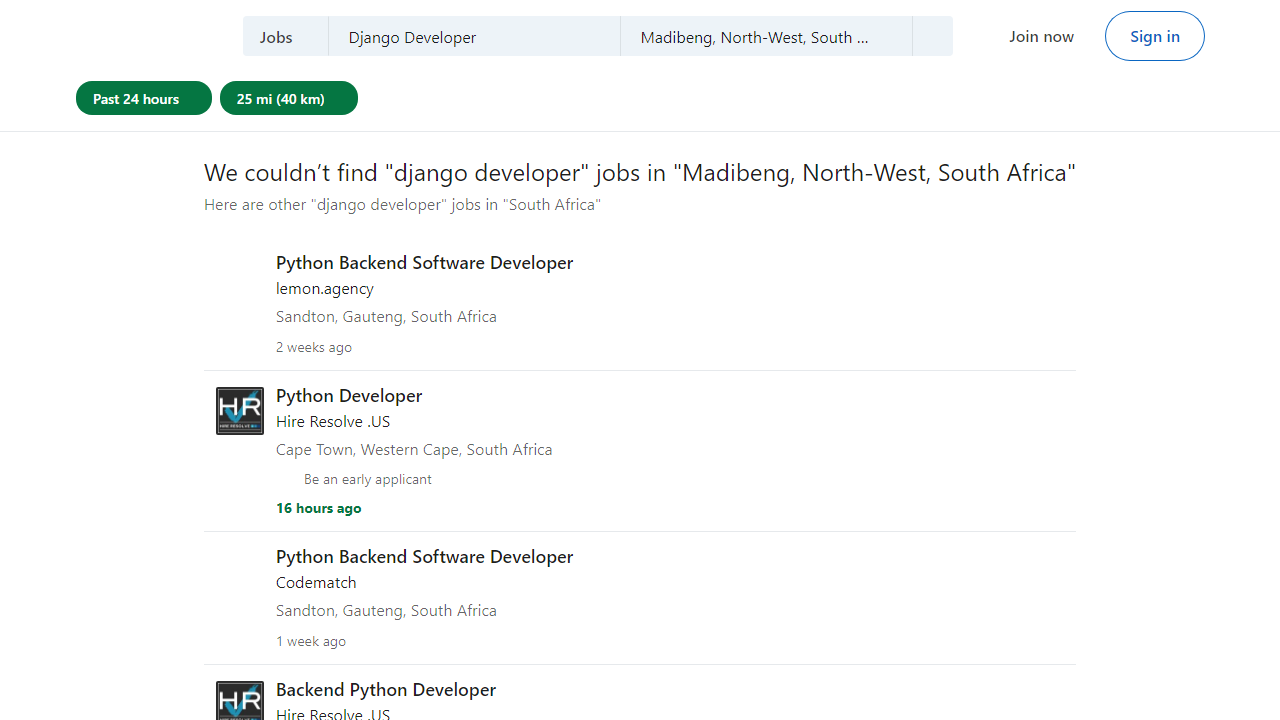 Jobs
Django Developer
Madibeng, North-West, South ...
Join now
Sign in
Past 24 hours
25 mi (40 km)
We couldn’t find "django developer" jobs in "Madibeng, North-West, South Africa"
Here are other "django developer" jobs in "South Africa"
Python Backend Software Developer
lemon.agency
Sandton, Gauteng, South Africa
2 weeks ago
HR
HIRE RESOLVE
Python Developer
Hire Resolve .US
Cape Town, Western Cape, South Africa
Be an early applicant
16 hours ago
Python Backend Software Developer
Codematch
Sandton, Gauteng, South Africa
1 week ago
HR
Backend Python Developer
Hire Resolve .US